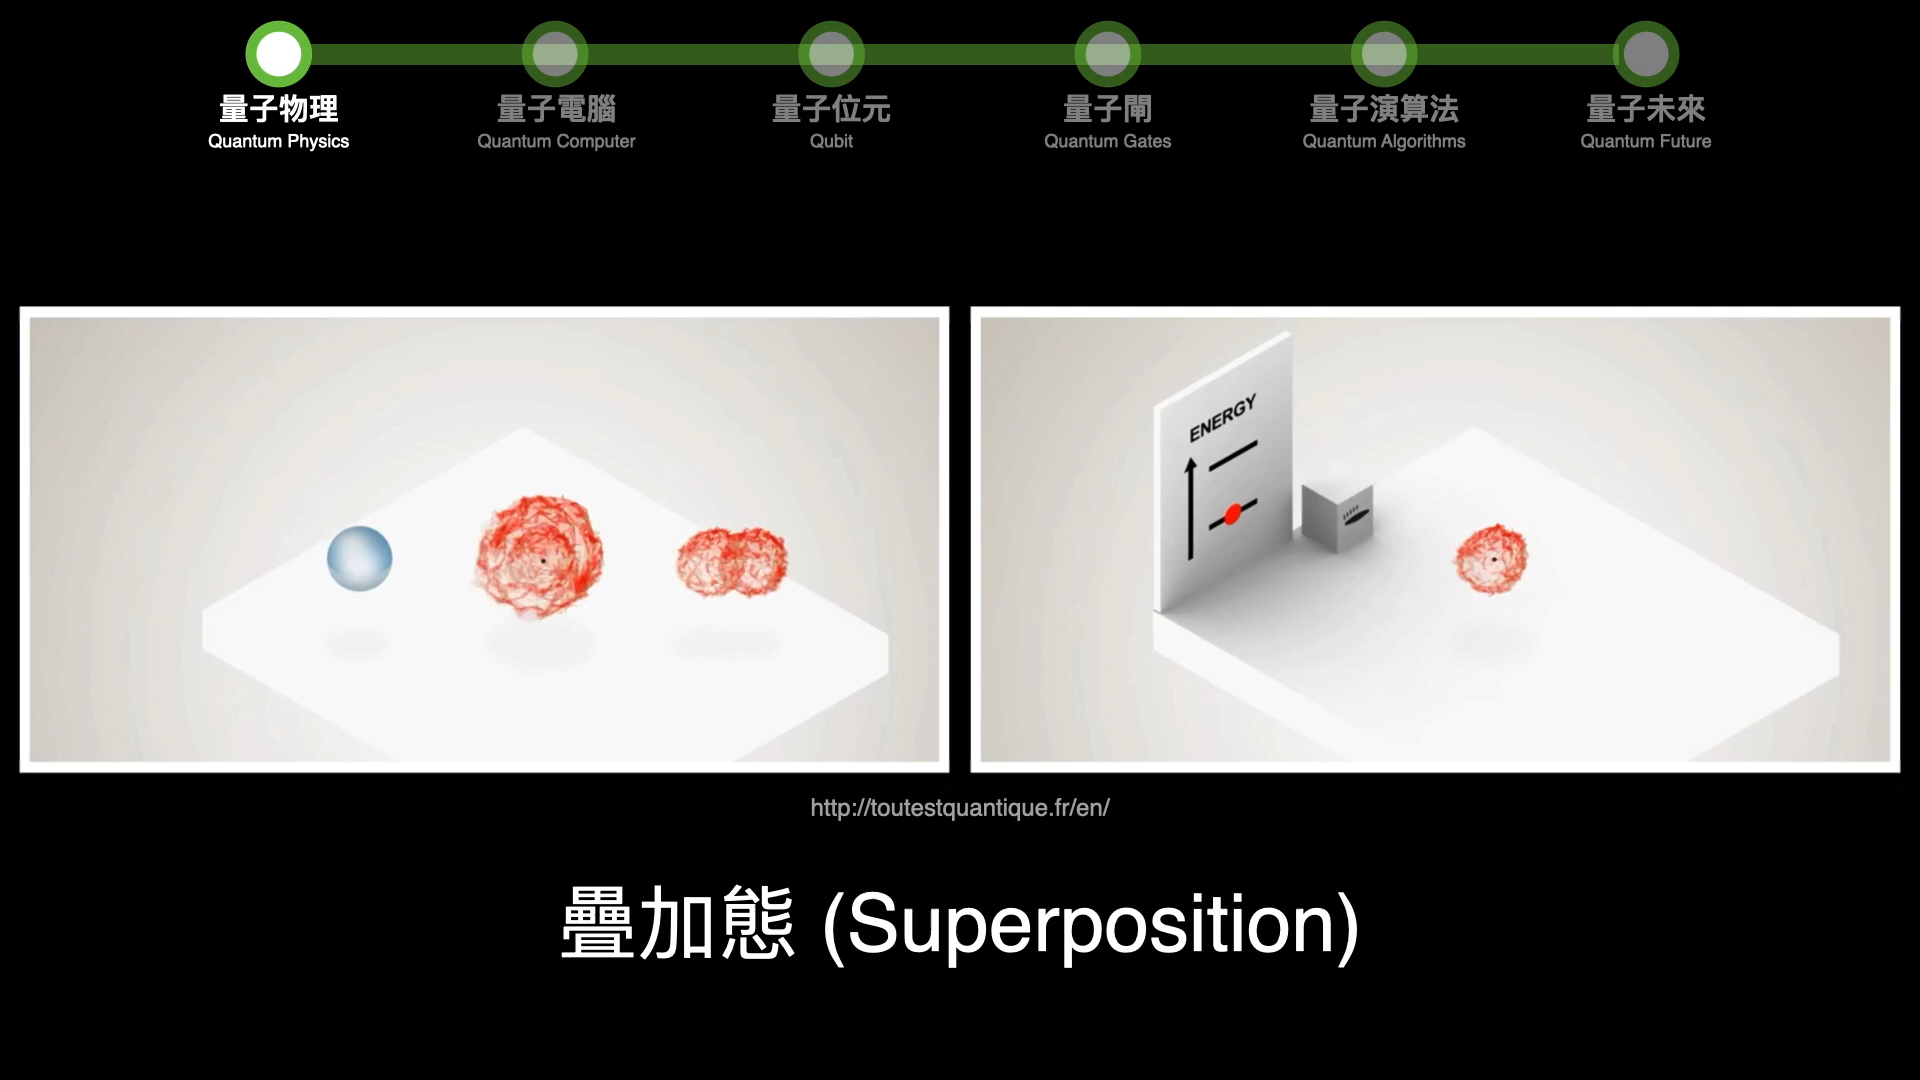 量子物理
Quantum Physics
量子電腦
Quantum Computer
量子位元
Qubit
量子閘
Quantum Gates
量子演算法
Quantum Algorithms
量子未來
Quantum Future
ENERGY
http://toutestquantique.fr/en/
疊加態 (Superposition)